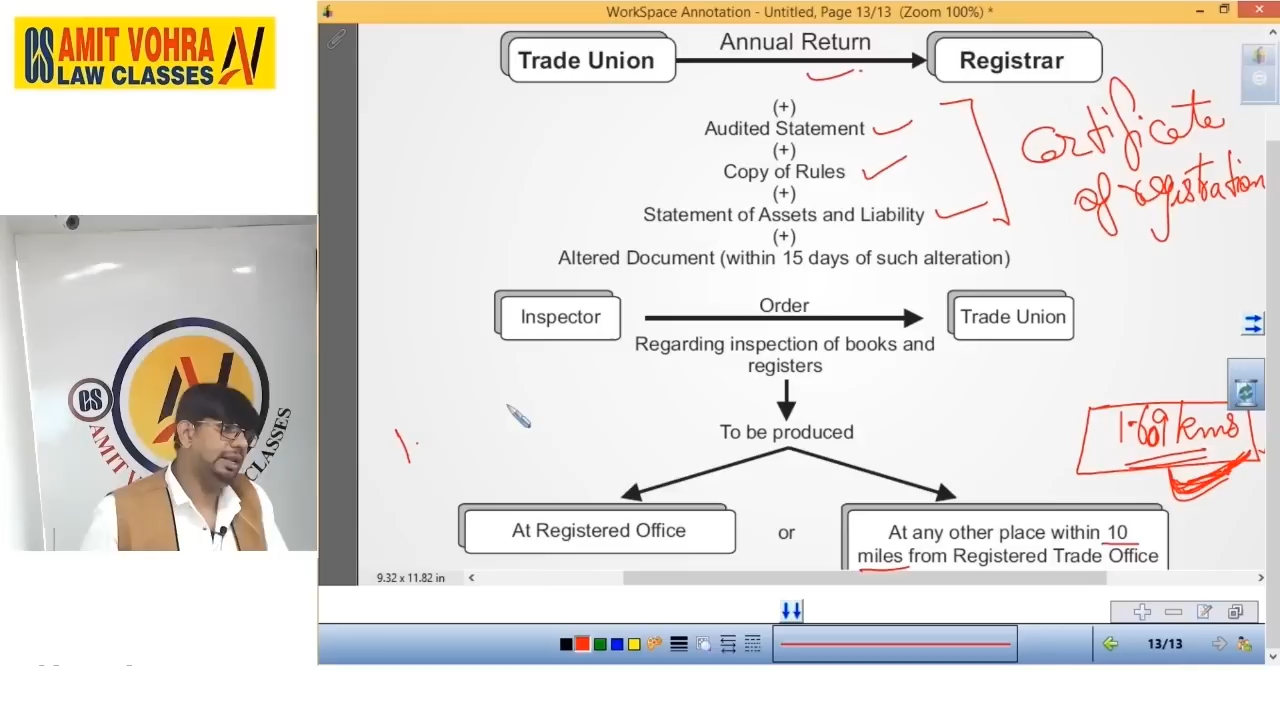 CS AMIT VOHRA
LAW CLASSES
WorkSpace Annotation - Untitled, Page 13/13 (Zoom 100%) *
Trade Union
Annual Return
Registrar
(+)
Audited Statement
(+)
Copy of Rules
(+)
Statement of Assets and Liability
(+)
Altered Document (within 15 days of such alteration)
Certificate
of registration
Inspector
Order
Trade Union
Regarding inspection of books and
registers
To be produced
At Registered Office
or
At any other place within 10
miles from Registered Trade Office
CS
AMIT
CLASSES
9.32 x 11.82 in
13/13